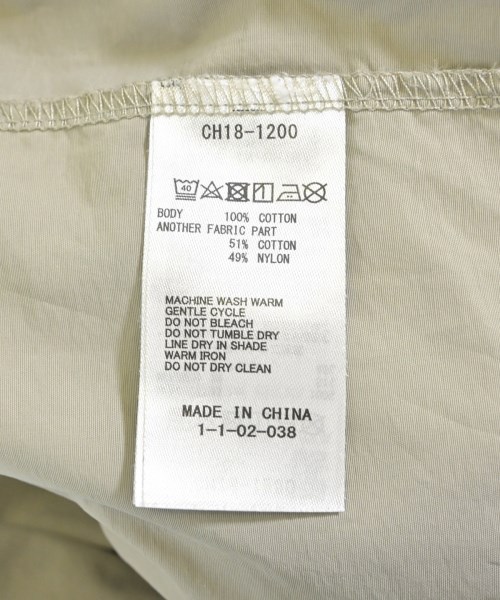 CH18-1200
40
BODY 100% COTTON
ANOTHER FABRIC PART
51% COTTON
49% NYLON
MACHINE WASH WARM
GENTLE CYCLE
DO NOT BLEACH
DO NOT TUMBLE DRY
LINE DRY IN SHADE
WARM IRON
DO NOT DRY CLEAN
MADE IN CHINA
1-1-02-038